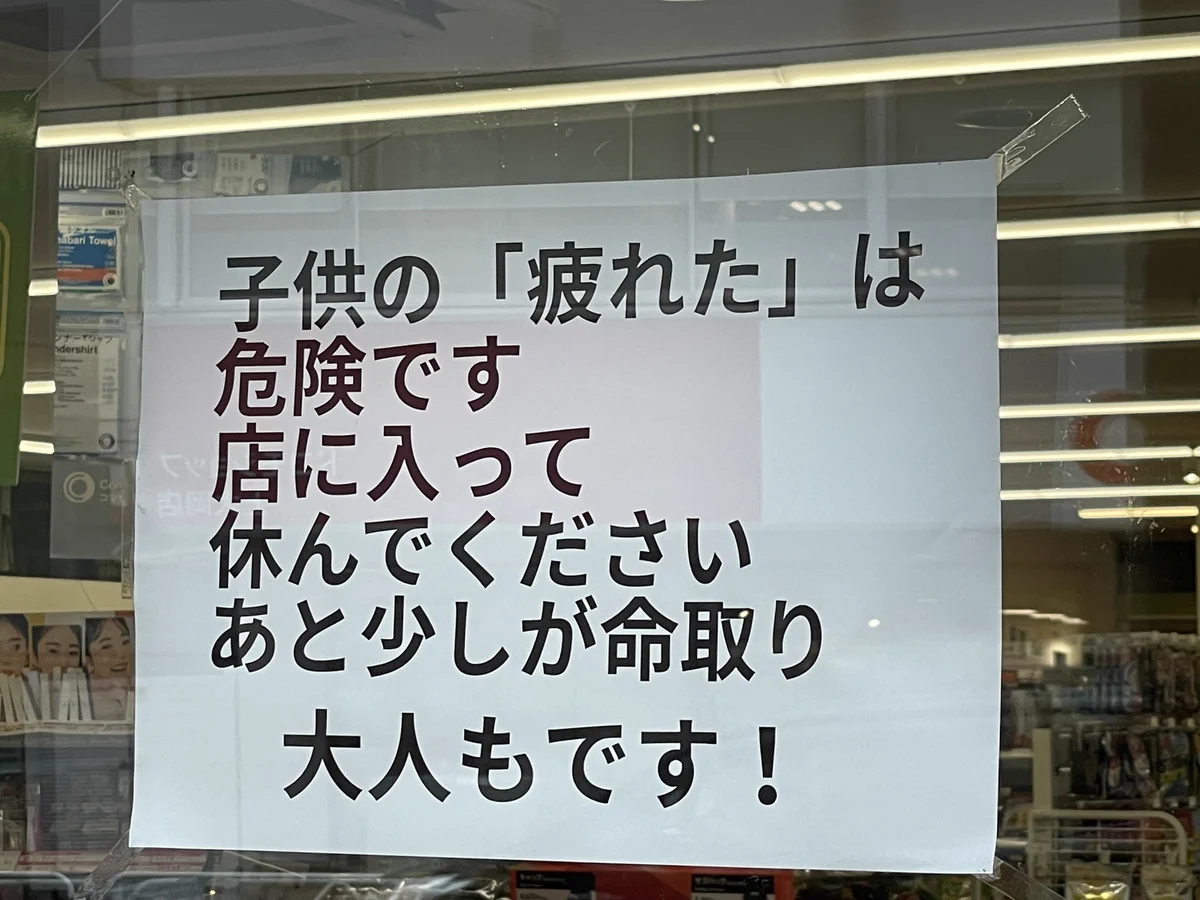 子供の「疲れた」は
危険です
店に入って
休んでください
あと少しが命取り
大人もです！